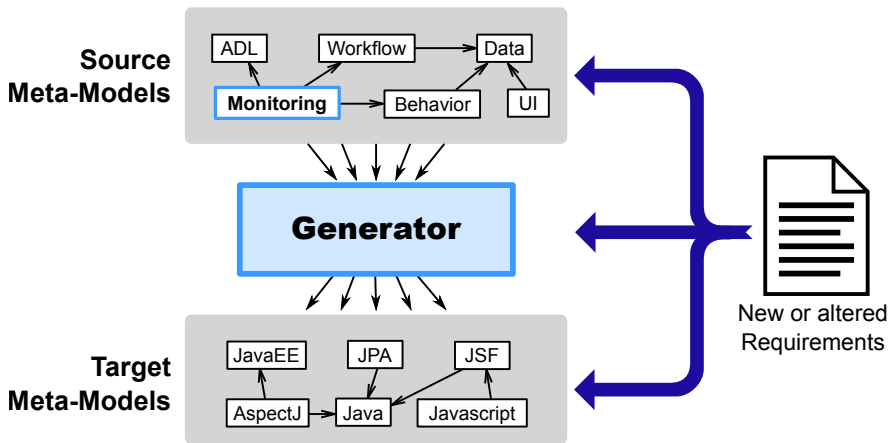 Source
Meta-Models
ADL
Workflow
Data
Monitoring
Behavior
UI
Generator
New or altered
Requirements
Target
Meta-Models
JavaEE
JPA
JSF
AspectJ
Java
Javascript